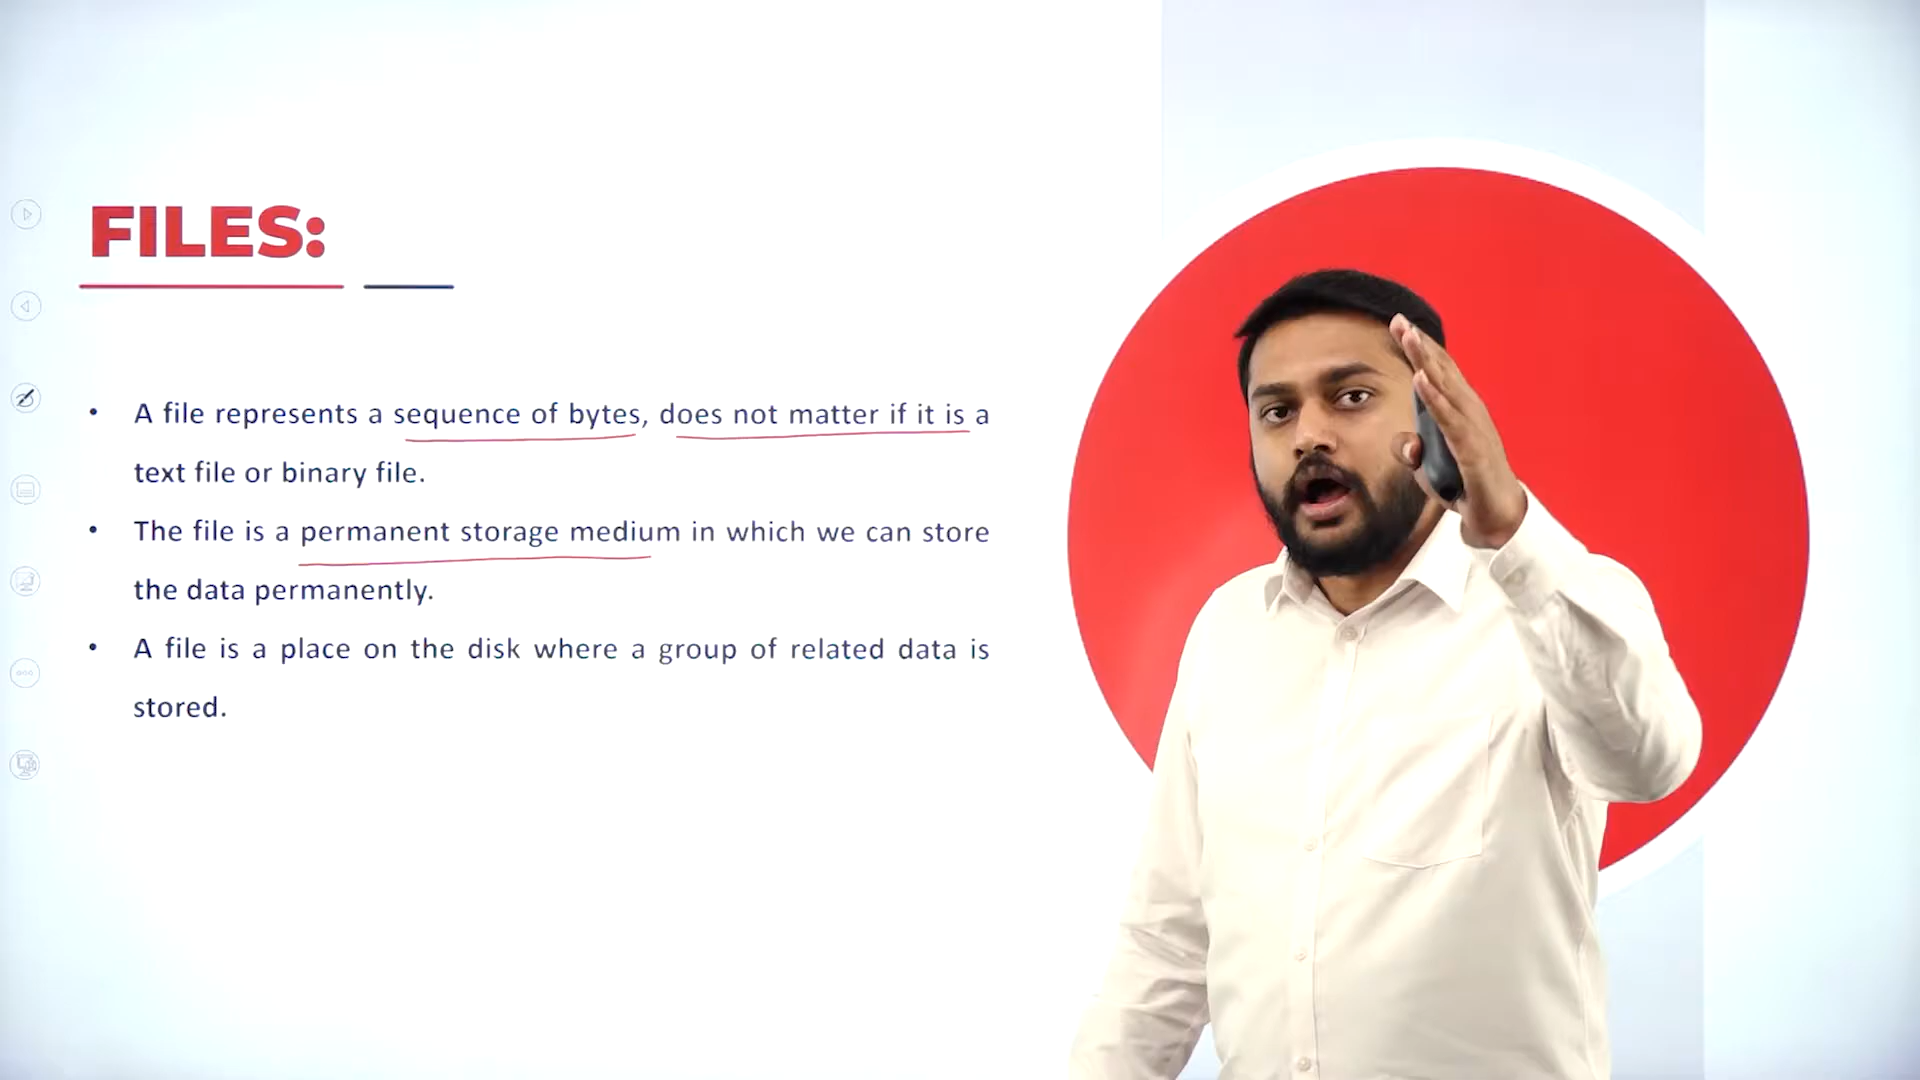 FILES:
• A file represents a sequence of bytes, does not matter if it is a
text file or binary file.
• The file is a permanent storage medium in which we can store
the data permanently.
• A file is a place on the disk where a group of related data is
stored.